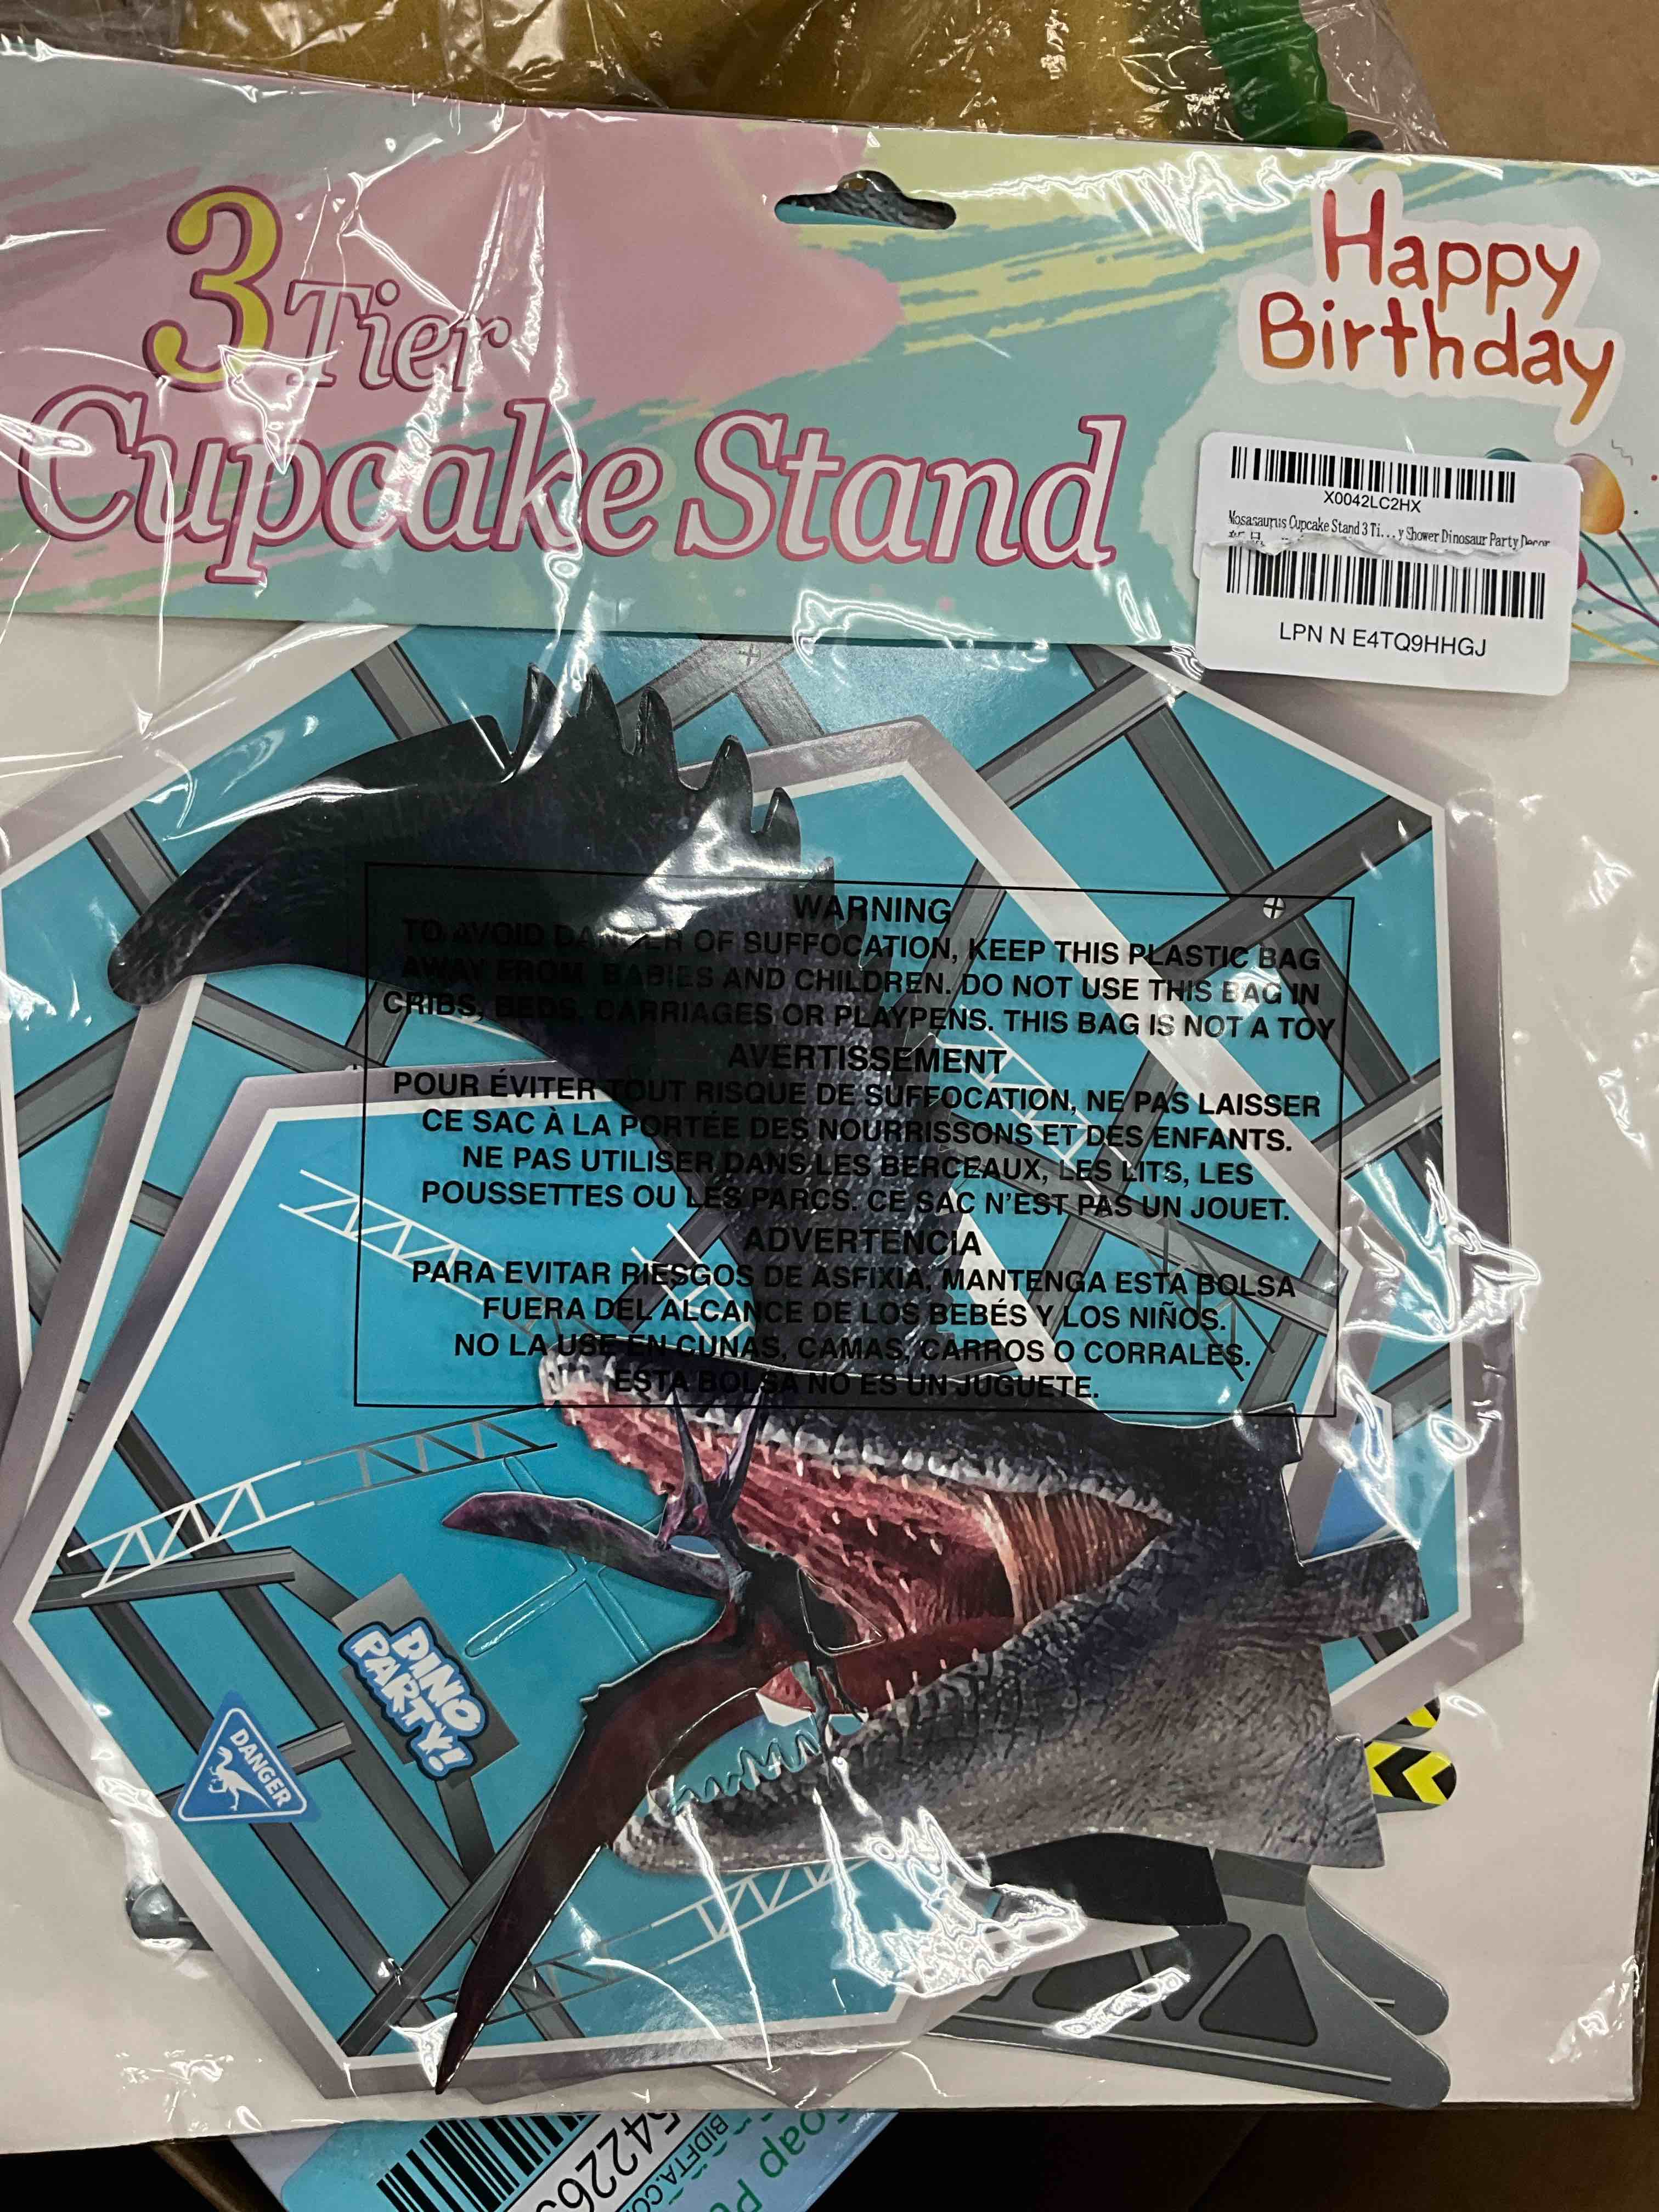 3 Tier
Cupcake Stand
Happy
Birthday
X0042LC2HX
Mosasaurus Cupcake Stand 3 Ti...y Shower Dinosaur Party Decor
LPN N E4TQ9HHGJ
WARNING
TO AVOID DANGER OF SUFFOCATION, KEEP THIS PLASTIC BAG
AWAY FROM BABIES AND CHILDREN. DO NOT USE THIS BAG IN
CRIBS, BEDS, CARRIAGES OR PLAYPENS. THIS BAG IS NOT A TOY
AVERTISSEMENT
POUR ÉVITER TOUT RISQUE DE SUFFOCATION, NE PAS LAISSER
CE SAC À LA PORTÉE DES NOURRISSONS ET DES ENFANTS.
NE PAS UTILISER DANS LES BERCEAUX, LES LITS, LES
POUSSETTES OU LES PARCS. CE SAC N'EST PAS UN JOUET.
ADVERTENCIA
PARA EVITAR RIESGOS DE ASFIXIA, MANTENGA ESTA BOLSA
FUERA DEL ALCANCE DE LOS BEBÉS Y LOS NIÑOS.
NO LA USE EN CUNAS, CAMAS, CARROS O CORRALES.
ESTA BOLSA NO ES UN JUGUETE.
DINO
PARTY!
DANGER